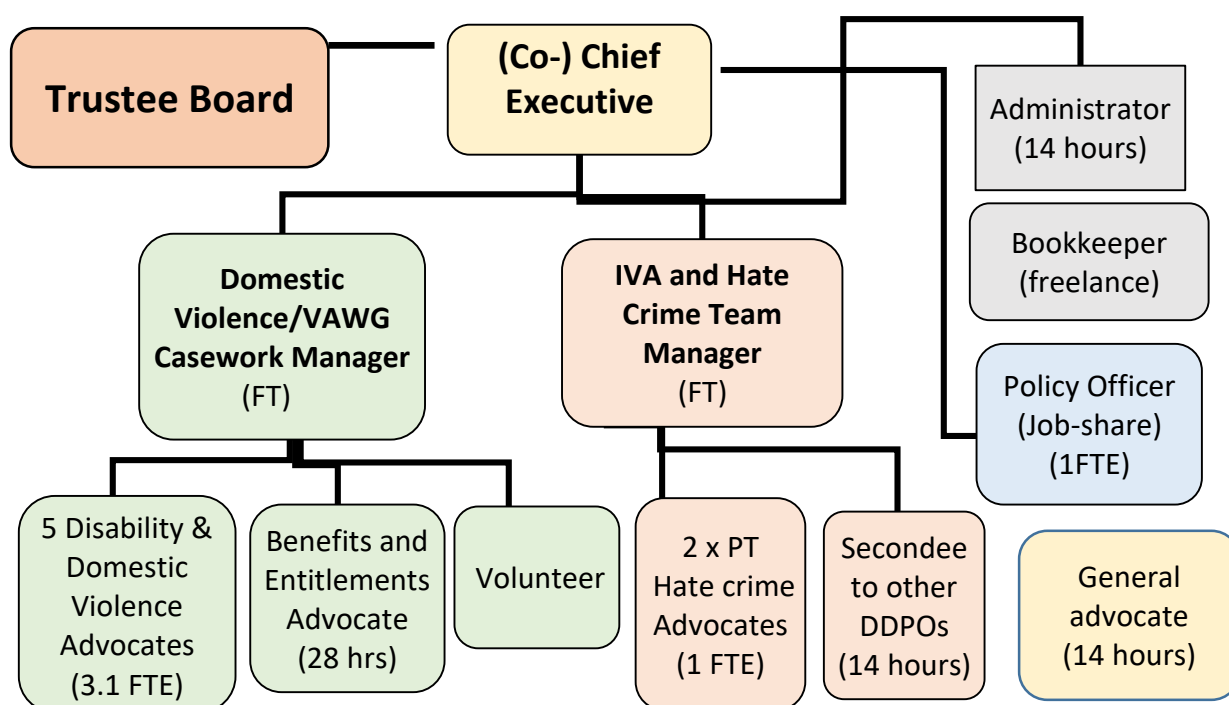 Trustee Board
(Co-) Chief
Executive
Administrator
(14 hours)
Bookkeeper
(freelance)
Domestic
Violence/VAWG
Casework Manager
(FT)
IVA and Hate
Crime Team
Manager
(FT)
Policy Officer
(Job-share)
(1FTE)
5 Disability &
Domestic
Violence
Advocates
(3.1 FTE)
Benefits and
Entitlements
Advocate
(28 hrs)
Volunteer
2 x PT
Hate crime
Advocates
(1 FTE)
Secondee
to other
DDPOs
(14 hours)
General
advocate
(14 hours)